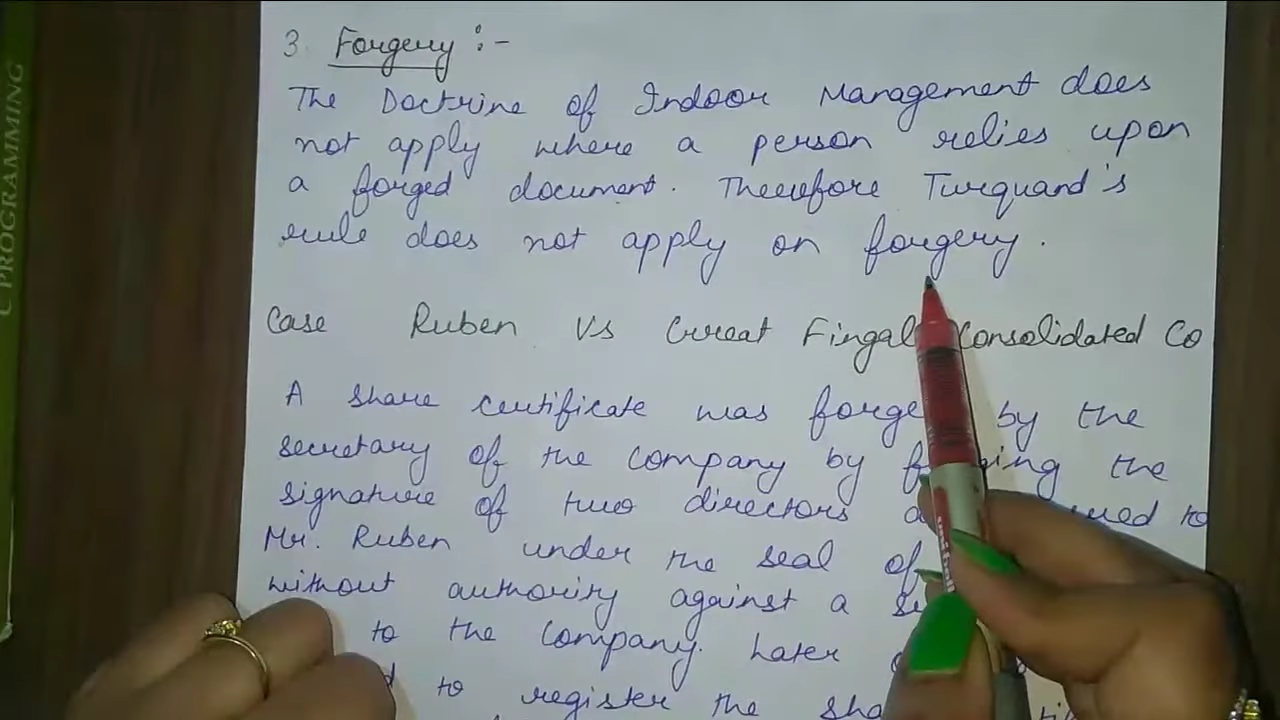 C PROGRAMMING
3. Forgery :-
The Doctrine of Indoor Management does
not apply where a person relies upon
a forged document. Therefore Turquand's
rule does not apply on forgery.
Case Ruben Vs Great Fingal Consolidated Co
A share certificate was forge by the
secretary of the company by the
signature of two directors to
Mr. Ruben under the seal of
without authority against a
to the company. Later
to register the